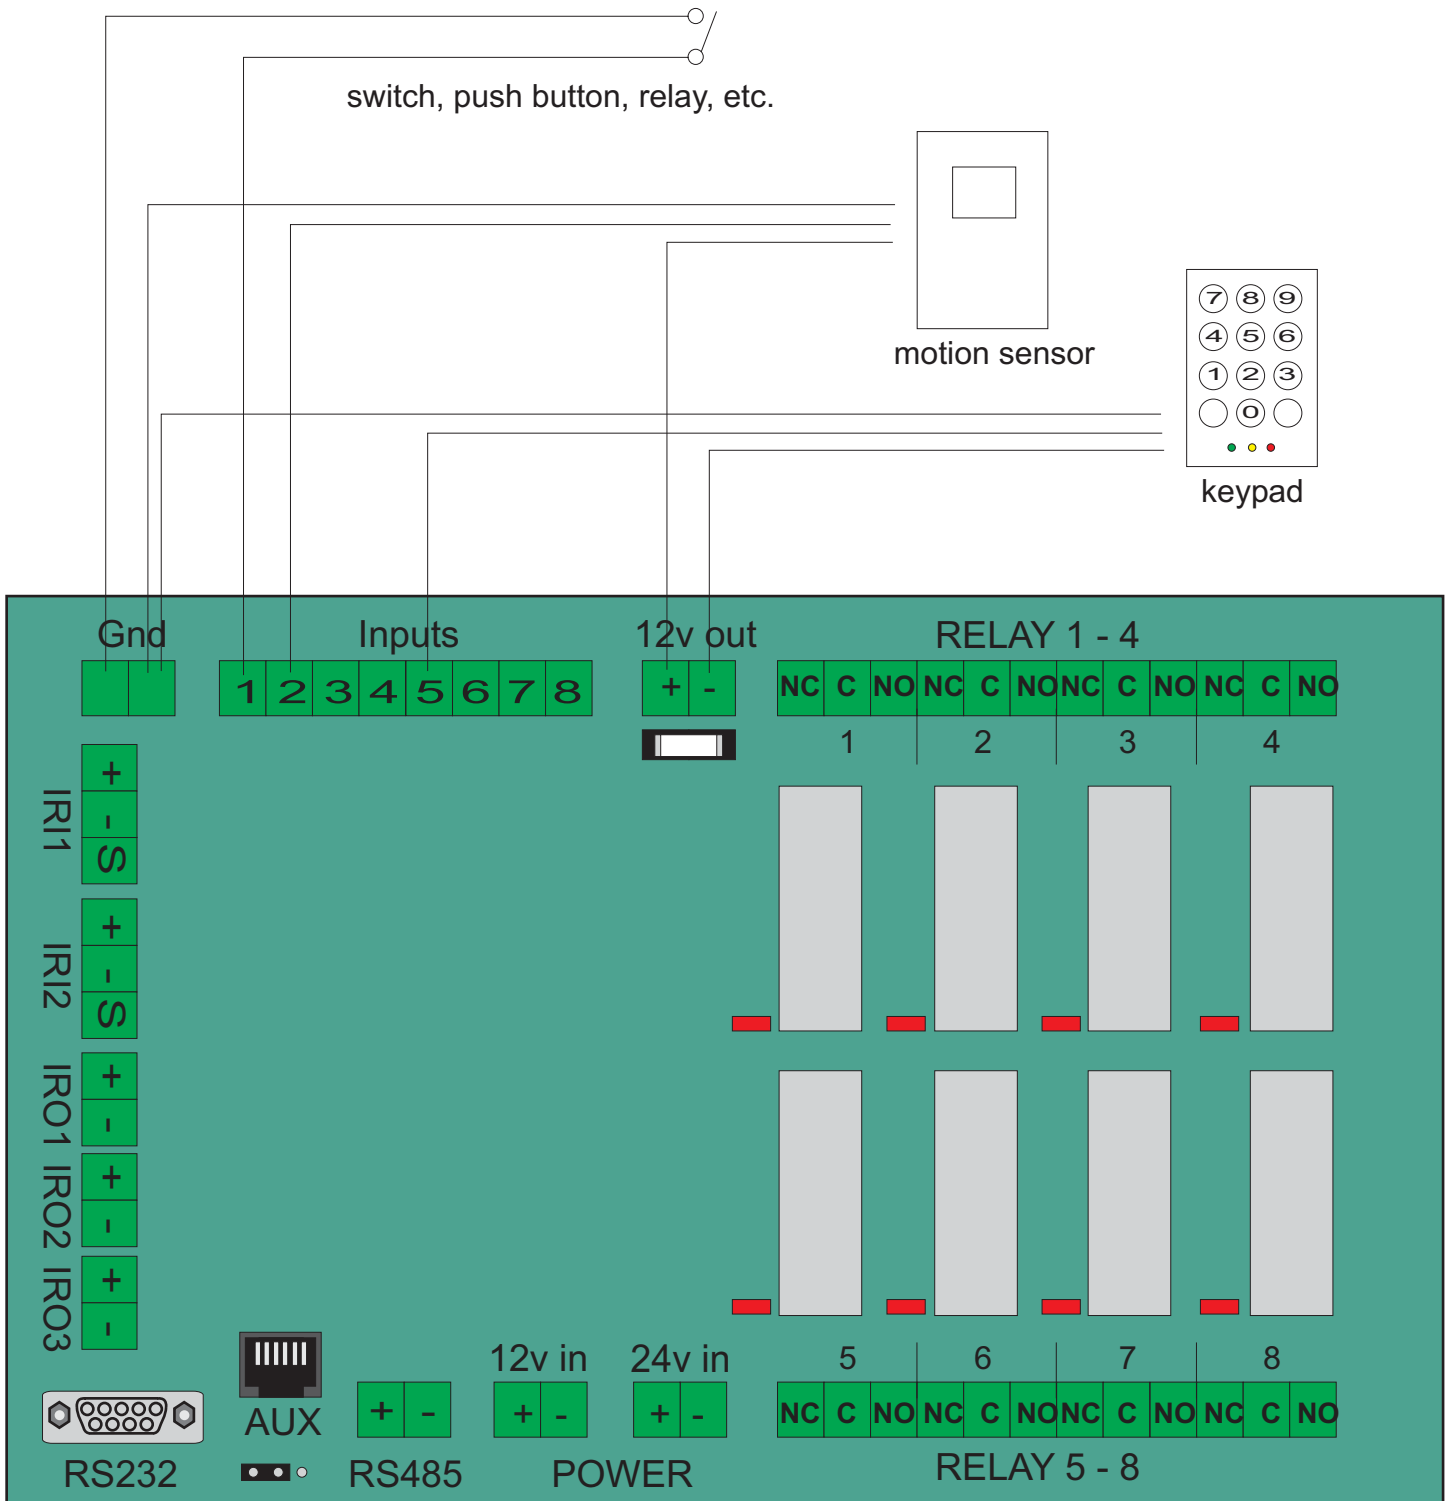 switch, push button, relay, etc.
motion sensor
7 8 9
4 5 6
1 2 3
0
keypad
Gnd Inputs 12v out RELAY 1 - 4
1 2 3 4 5 6 7 8 + - NC C NO NC C NO NC C NO NC C NO
1 2 3 4
IRI1 + - S
IRI2 + - S
IRO1 + -
IRO2 + -
IRO3 + -
12v in 24v in 5 6 7 8
+ - + - + - NC C NO NC C NO NC C NO NC C NO
AUX
RS232 RS485 POWER RELAY 5 - 8